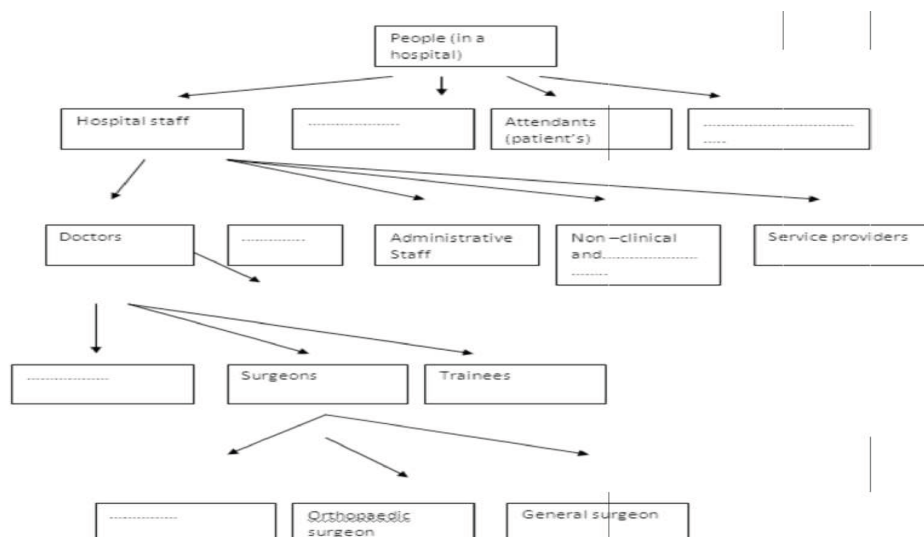 People (in a
hospital)
Hospital staff
.....................
Attendants
(patient's)
...................................
.....
Doctors
...............
Administrative
Staff
Non –clinical
and......................
........
Service providers
...................
Surgeons
Trainees
................
Orthopaedic
surgeon
General surgeon